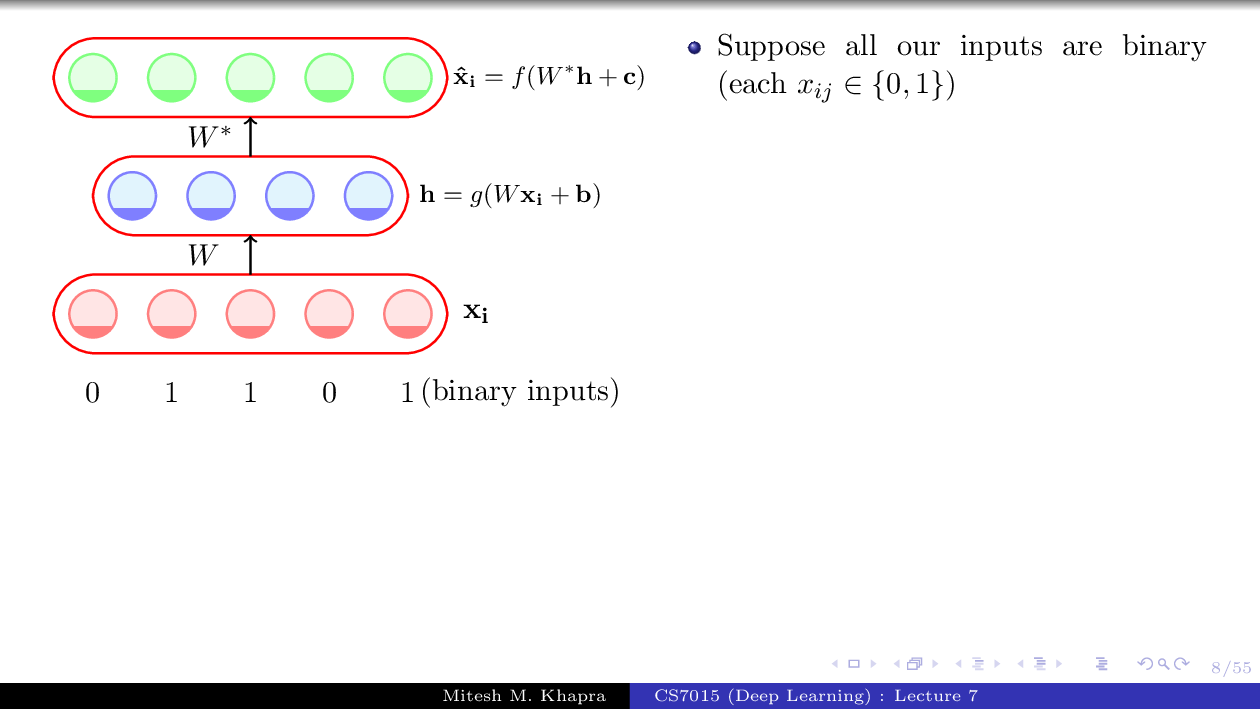 x̂ᵢ = f(W*h + c)
W*
h = g(Wxᵢ + b)
W
xᵢ
0 1 1 0 1 (binary inputs)
Suppose all our inputs are binary
(each xᵢⱼ ∈ {0, 1})
8/55
Mitesh M. Khapra
CS7015 (Deep Learning) : Lecture 7